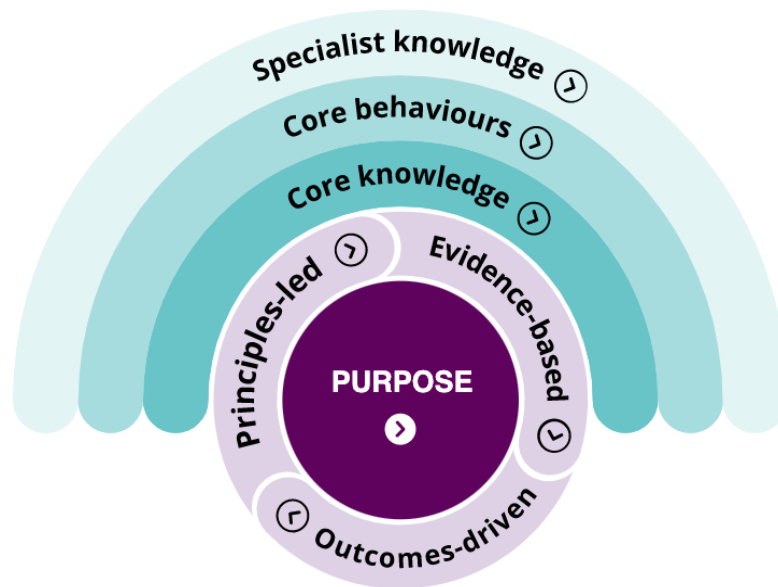 Specialist knowledge
Core behaviours
Core knowledge
Principles-led
Evidence-based
PURPOSE
Outcomes-driven